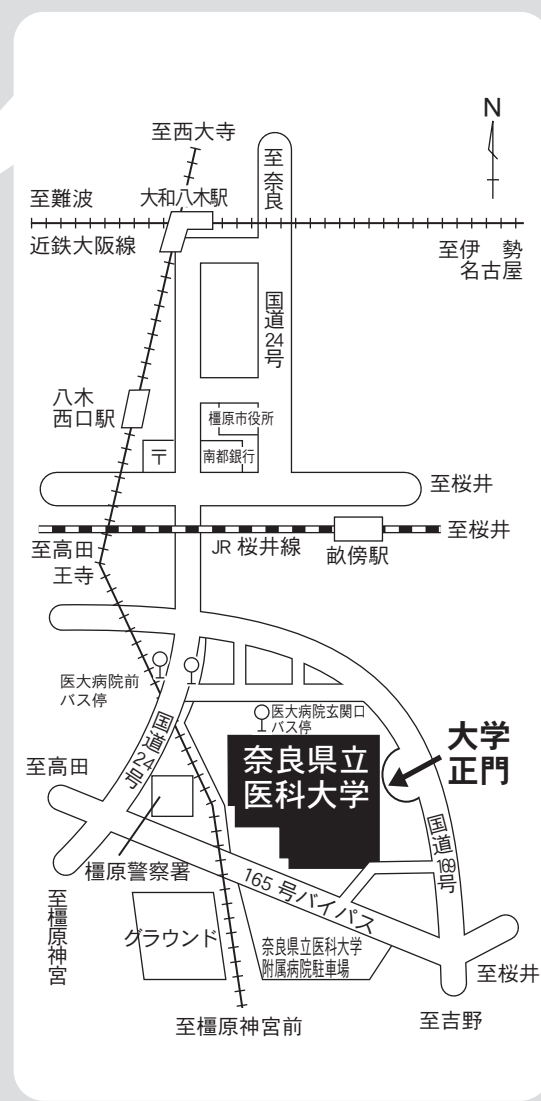 N
至西大寺
至奈良
至難波
大和八木駅
近鉄大阪線
至伊　勢
名古屋
国道24号
八木
西口駅
橿原市役所
〒
南都銀行
至桜井
至桜井
至高田
王寺
JR 桜井線
畝傍駅
医大病院前
バス停
医大病院玄関口
バス停
国道24号
大学
正門
奈良県立
医科大学
至高田
国道169号
橿原警察署
165 号バイパス
至橿原神宮
グラウンド
奈良県立医科大学
附属病院駐車場
至桜井
至橿原神宮前
至吉野